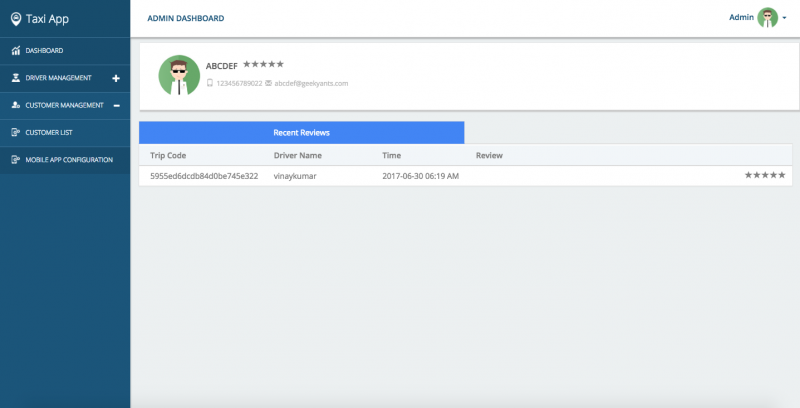 Taxi App
ADMIN DASHBOARD
Admin
DASHBOARD
DRIVER MANAGEMENT
CUSTOMER MANAGEMENT
CUSTOMER LIST
MOBILE APP CONFIGURATION
ABCDEF
123456789022 abcdef@geekyants.com
Recent Reviews
Trip Code Driver Name Time Review
5955ed6dcdb84d0be745e322 vinaykumar 2017-06-30 06:19 AM